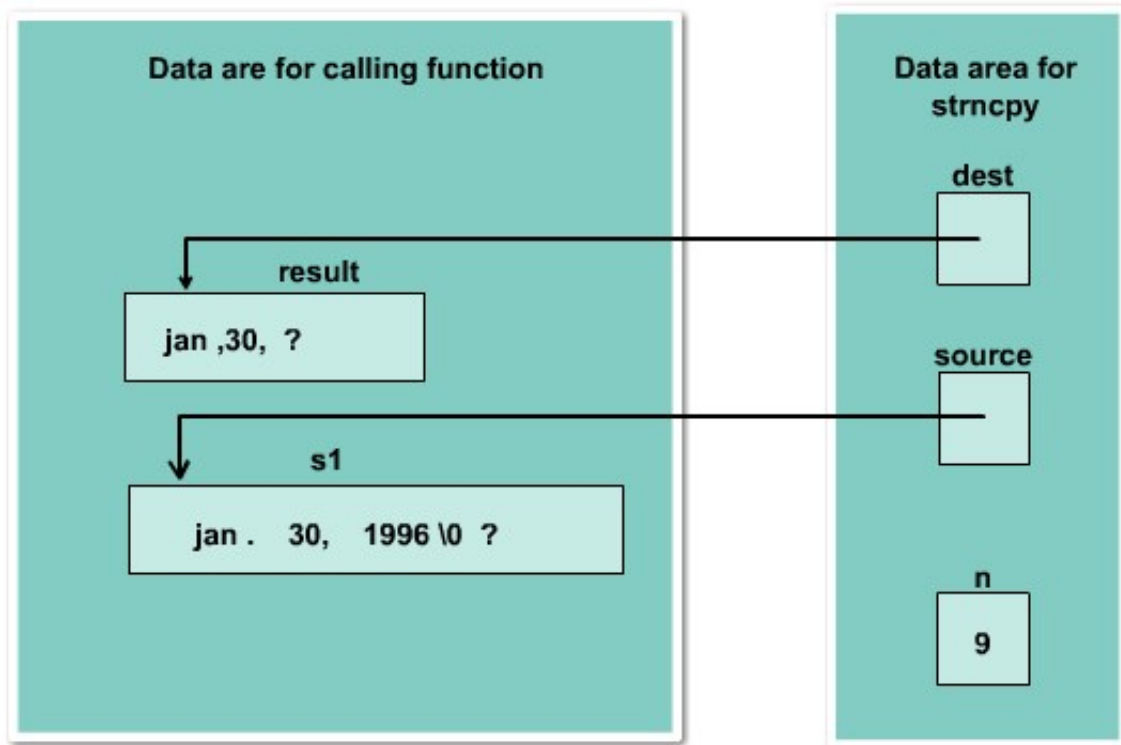 Data are for calling function
result
jan ,30, ?
s1
jan . 30, 1996 \0 ?
Data area for
strncpy
dest
source
n
9